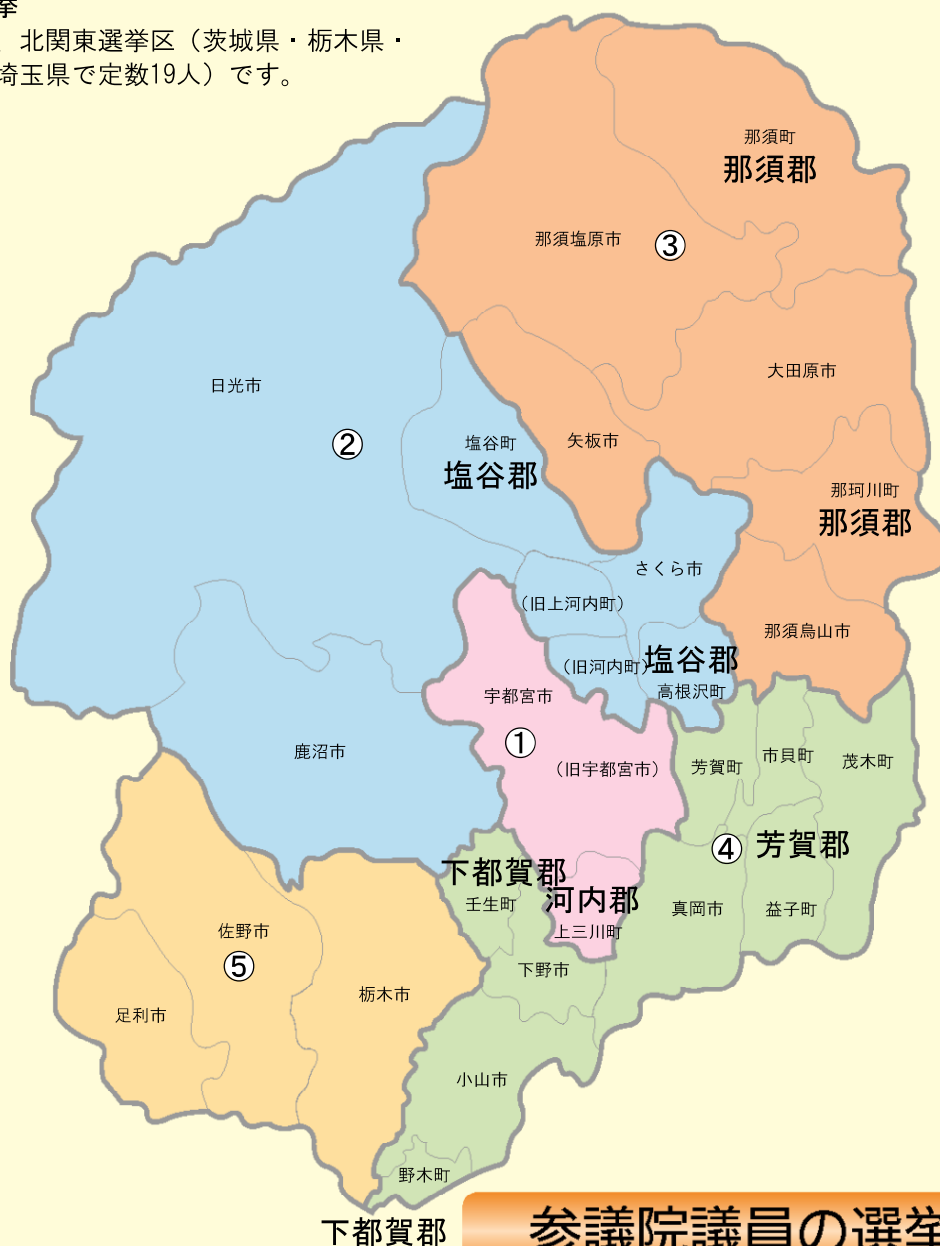 挙
北関東選挙区（茨城県・栃木県・
埼玉県で定数19人）です。
那須町
那須郡
那須塩原市
③
大田原市
日光市
②
塩谷町
塩谷郡
矢板市
那珂川町
那須郡
さくら市
（旧上河内町）
那須烏山市
（旧河内町）
塩谷郡
高根沢町
宇都宮市
①
（旧宇都宮市）
鹿沼市
芳賀町
市貝町
茂木町
④
芳賀郡
下都賀郡
壬生町
河内郡
上三川町
真岡市
益子町
佐野市
⑤
下野市
栃木市
足利市
小山市
野木町
下都賀郡
参議院議員の選挙